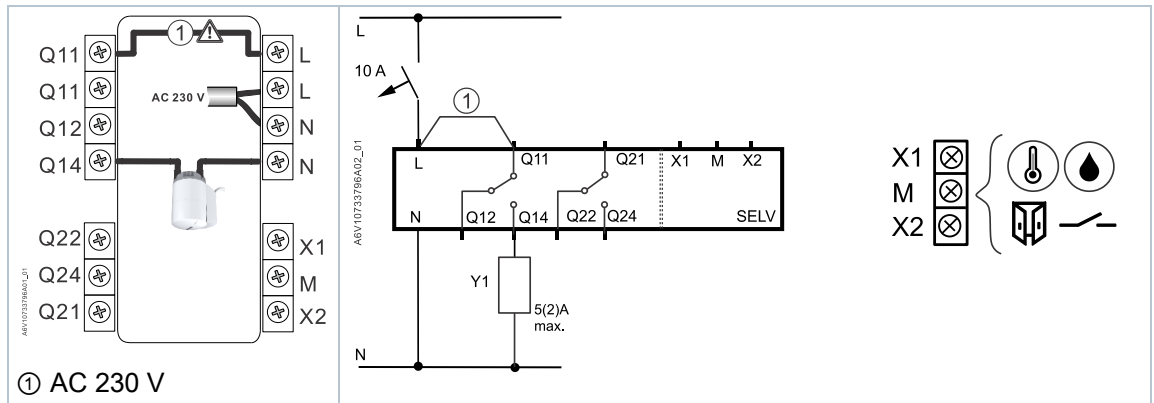 ① ⚠
Q11 L
Q11 L
AC 230 V
Q12 N
Q14 N
Q22 X1
Q24 M
Q21 X2
A6V10733796A01_01
① AC 230 V
L
10 A
①
A6V10733796A02_01
L Q11 Q21 X1 M X2
N Q12 Q14 Q22 Q24 SELV
Y1
5(2)A
max.
N
X1
M
X2